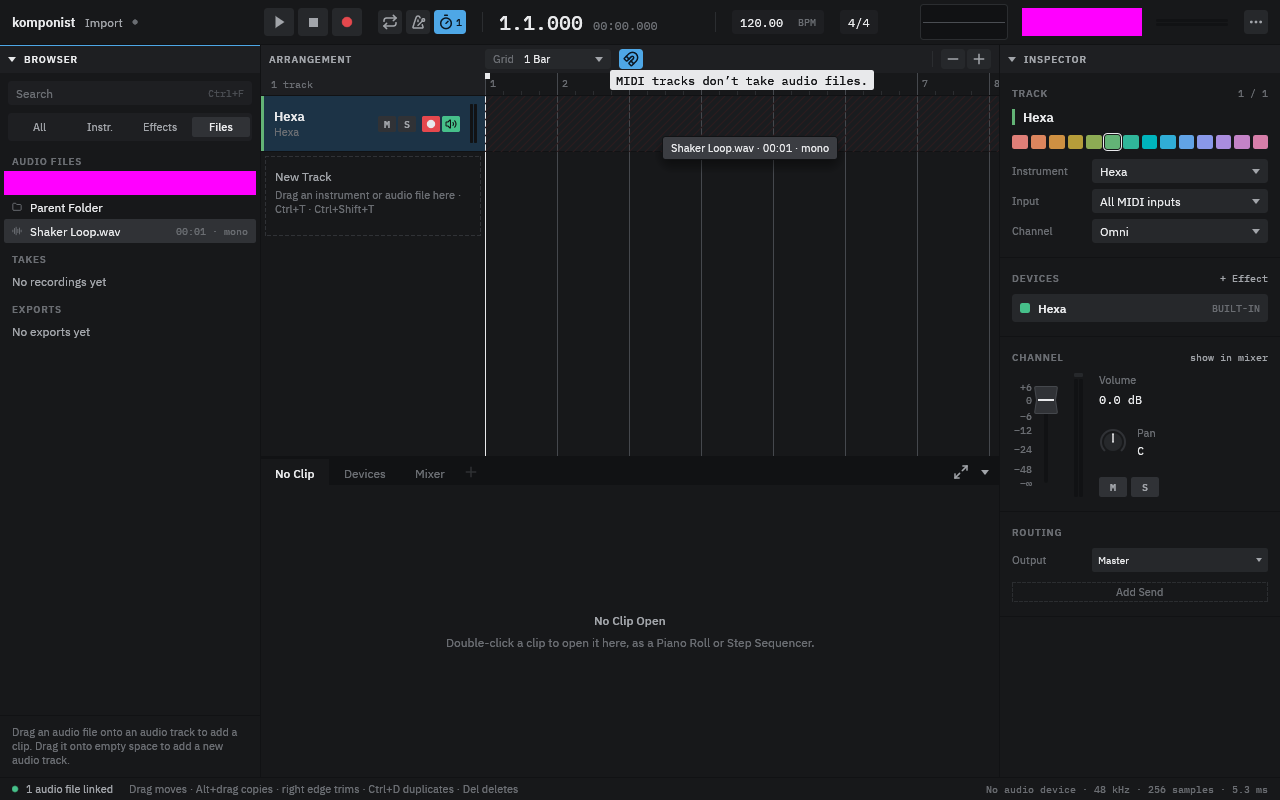 komponist Import
1
1.1.000 00:00.000
120.00 BPM 4/4
BROWSER
Search Ctrl+F
All Instr. Effects Files
AUDIO FILES
Parent Folder
Shaker Loop.wav 00:01 · mono
TAKES
No recordings yet
EXPORTS
No exports yet
Drag an audio file onto an audio track to add a
clip. Drag it onto empty space to add a new
audio track.
ARRANGEMENT
Grid 1 Bar
MIDI tracks don’t take audio files.
1 track
1 2 7 8
Hexa
Hexa
M S
Shaker Loop.wav · 00:01 · mono
New Track
Drag an instrument or audio file here ·
Ctrl+T · Ctrl+Shift+T
No Clip Devices Mixer +
No Clip Open
Double-click a clip to open it here, as a Piano Roll or Step Sequencer.
INSPECTOR
TRACK 1 / 1
Hexa
Instrument Hexa
Input All MIDI inputs
Channel Omni
DEVICES + Effect
Hexa BUILT-IN
CHANNEL show in mixer
+6
0
−6
−12
−24
−48
−∞
Volume
0.0 dB
Pan
C
M S
ROUTING
Output Master
Add Send
1 audio file linked Drag moves · Alt+drag copies · right edge trims · Ctrl+D duplicates · Del deletes
No audio device · 48 kHz · 256 samples · 5.3 ms